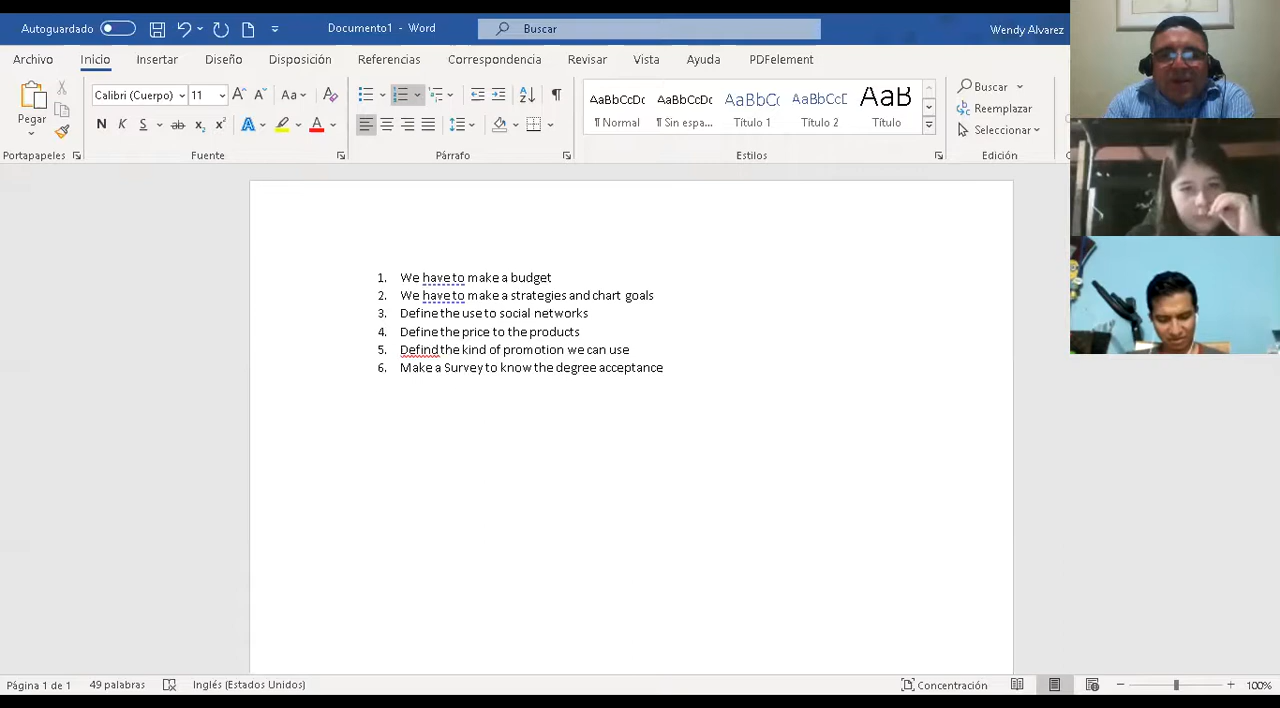 Autoguardado
Documento1 - Word
Buscar
Wendy Alvarez
Archivo Inicio Insertar Diseño Disposición Referencias Correspondencia Revisar Vista Ayuda PDFelement
Pegar
Calibri (Cuerpo) 11
Aa
N K S ab x₂ x² A A
AaBbCcDc AaBbCcDc AaBbCc AaBbCcD AaB
¶ Normal ¶ Sin espa... Título 1 Título 2 Título
Buscar
Reemplazar
Seleccionar
Portapapeles Fuente Párrafo Estilos Edición
1. We have to make a budget
2. We have to make a strategies and chart goals
3. Define the use to social networks
4. Define the price to the products
5. Defind the kind of promotion we can use
6. Make a Survey to know the degree acceptance
Página 1 de 1 49 palabras Inglés (Estados Unidos) Concentración 100%